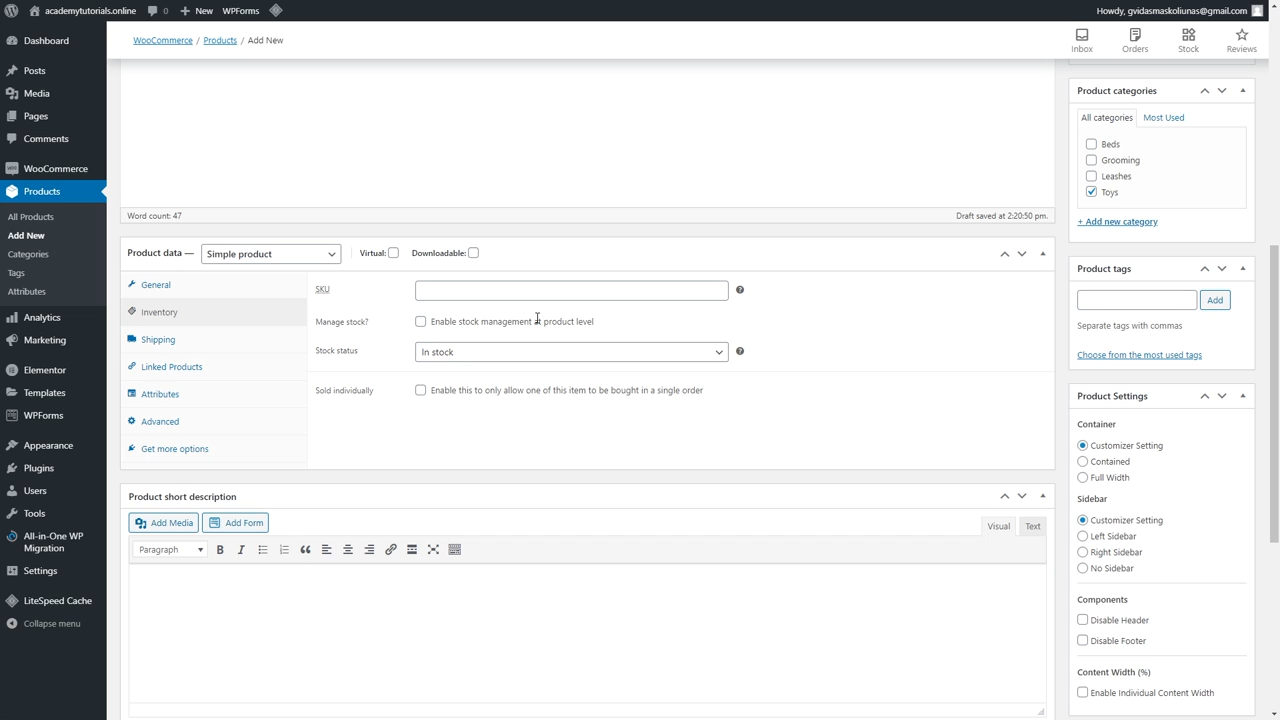 academytutorials.online 0 New WPForms Howdy, gvidasmaskoliunas@gmail.com
Dashboard
Posts
Media
Pages
Comments
WooCommerce
Products
All Products
Add New
Categories
Tags
Attributes
Analytics
Marketing
Elementor
Templates
WPForms
Appearance
Plugins
Users
Tools
All-in-One WP
Migration
Settings
LiteSpeed Cache
Collapse menu
WooCommerce / Products / Add New
Inbox Orders Stock Reviews
Word count: 47 Draft saved at 2:20:50 pm.
Product data — Simple product Virtual: Downloadable:
General
Inventory
Shipping
Linked Products
Attributes
Advanced
Get more options
SKU
Manage stock? Enable stock management at product level
Stock status In stock
Sold individually Enable this to only allow one of this item to be bought in a single order
Product short description
Add Media Add Form Visual Text
Paragraph
Product categories
All categories Most Used
Beds
Grooming
Leashes
Toys
+ Add new category
Product tags
Add
Separate tags with commas
Choose from the most used tags
Product Settings
Container
Customizer Setting
Contained
Full Width
Sidebar
Customizer Setting
Left Sidebar
Right Sidebar
No Sidebar
Components
Disable Header
Disable Footer
Content Width (%)
Enable Individual Content Width